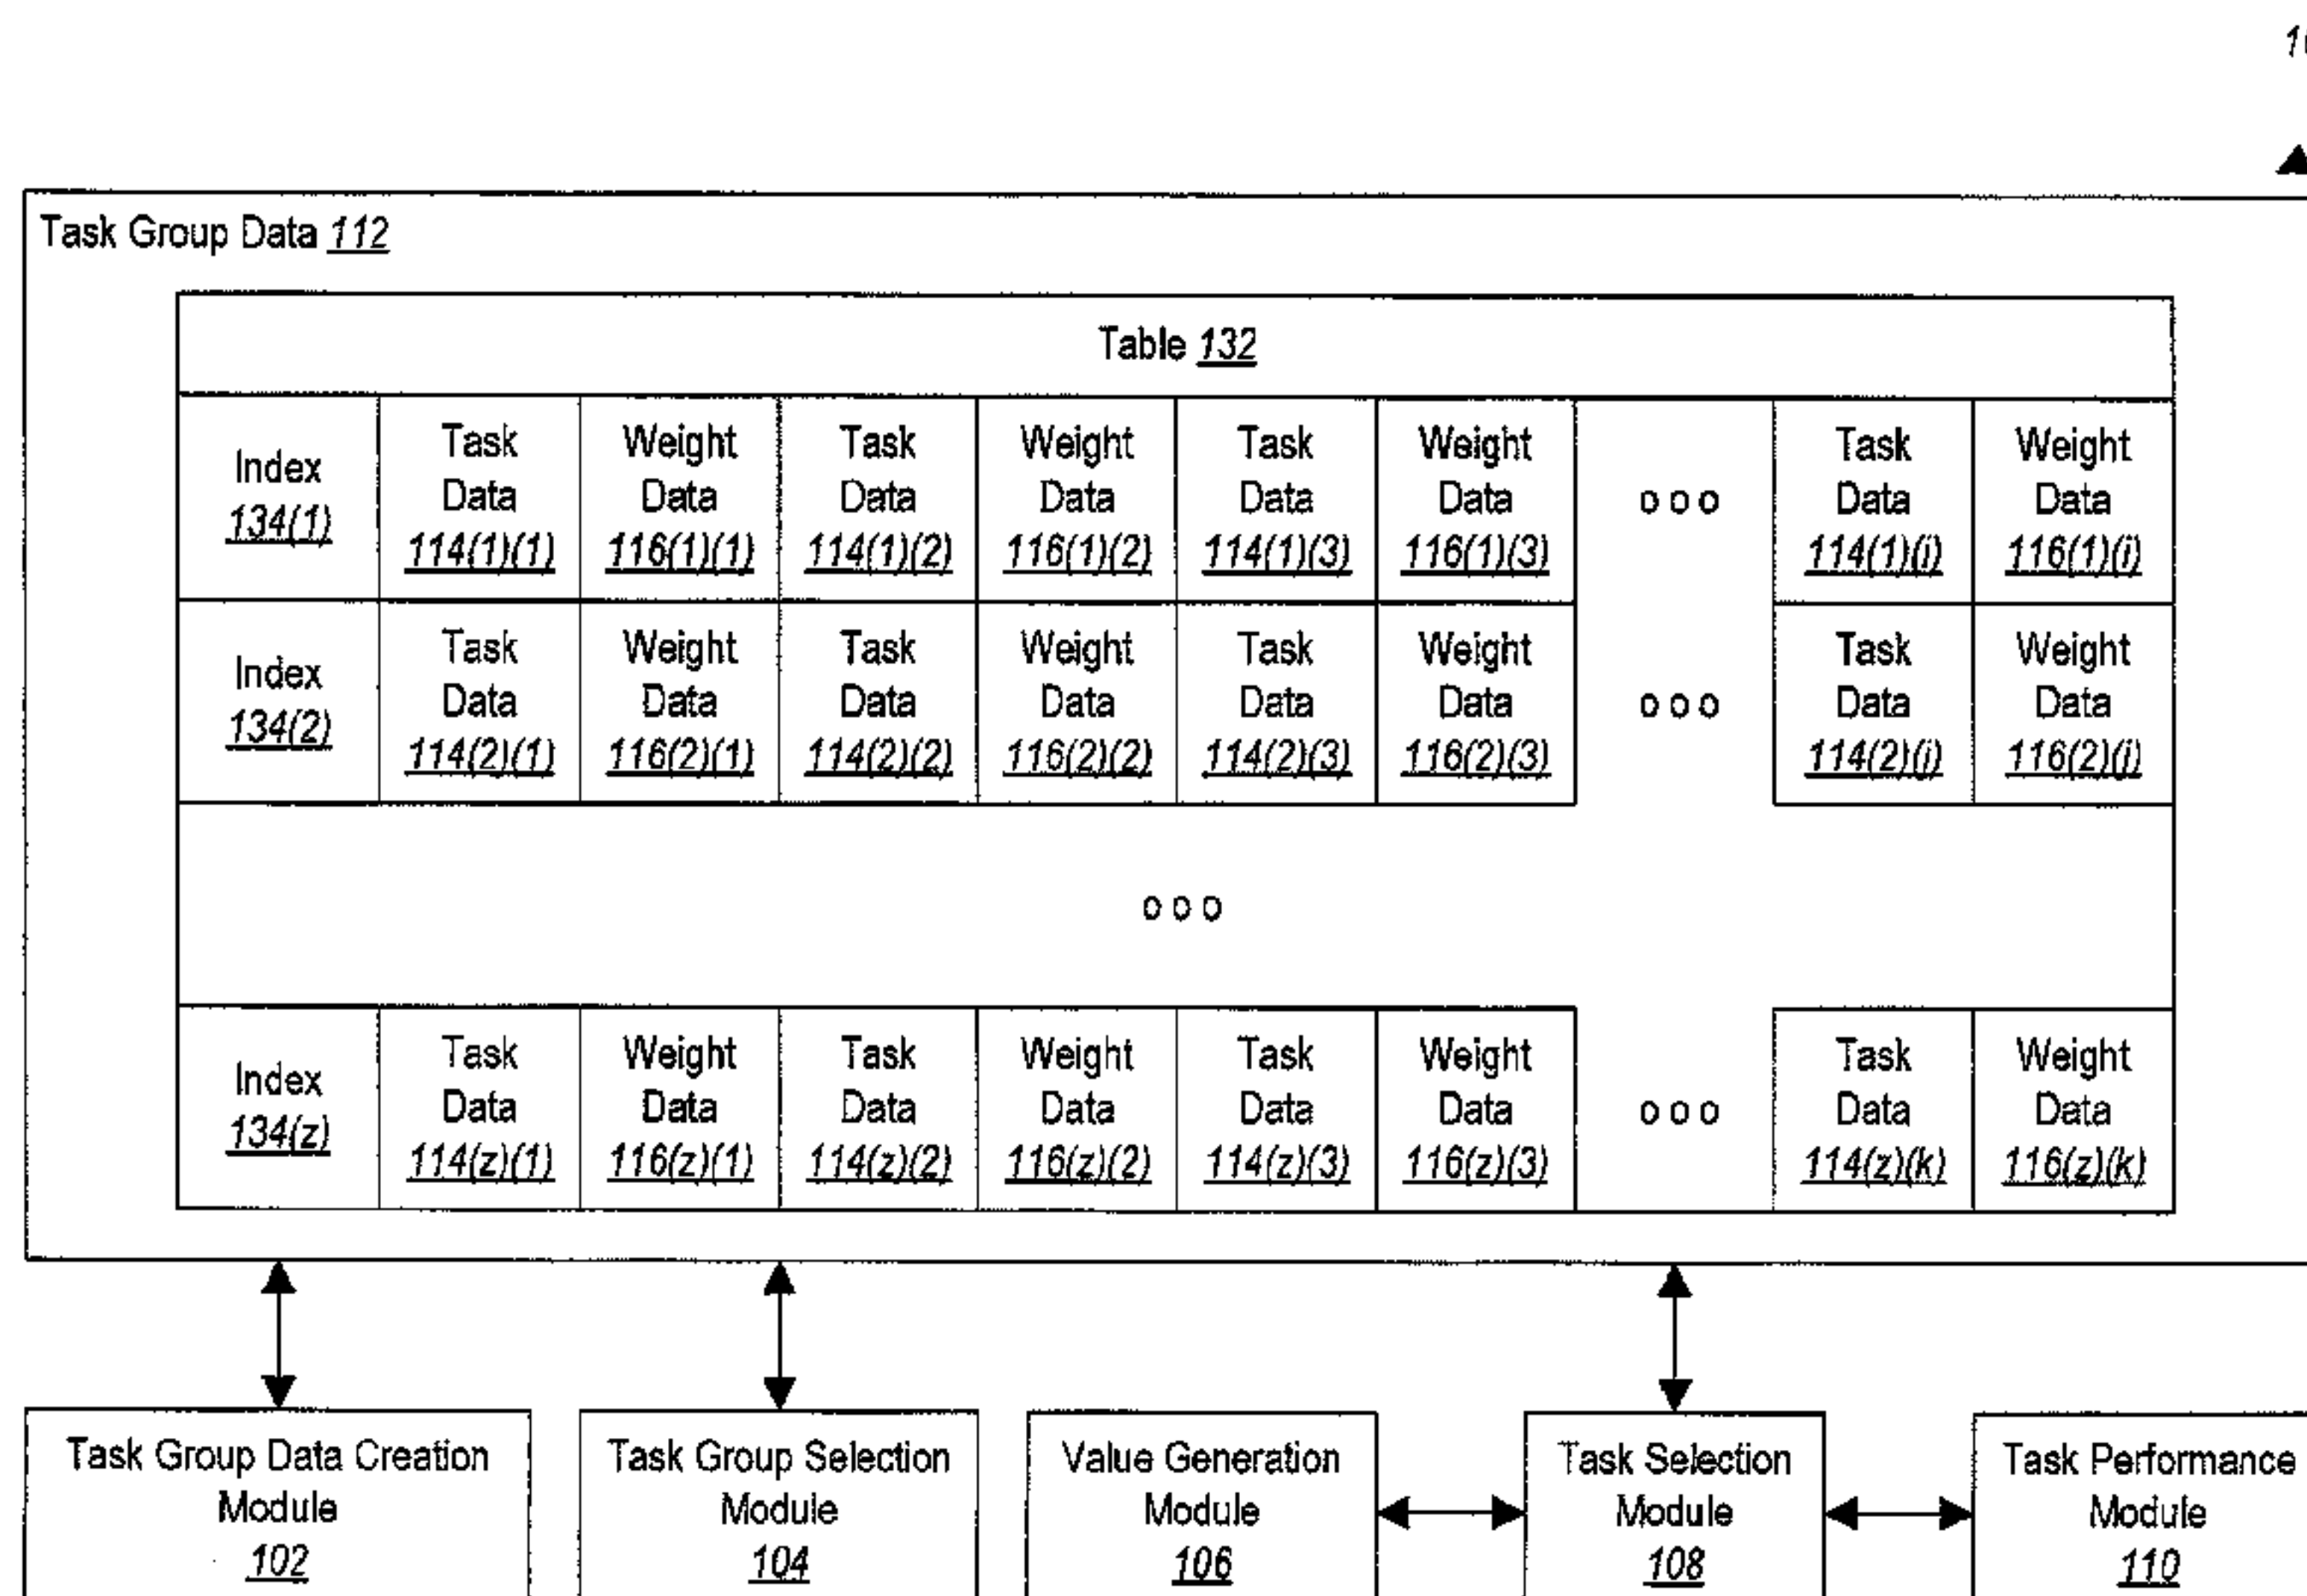 Task Group Data 112
Table 132
Index
134(1)
Task
Data
114(1)(1)
Weight
Data
116(1)(1)
Task
Data
114(1)(2)
Weight
Data
116(1)(2)
Task
Data
114(1)(3)
Weight
Data
116(1)(3)
o o o
Task
Data
114(1)(i)
Weight
Data
116(1)(i)
Index
134(2)
Task
Data
114(2)(1)
Weight
Data
116(2)(1)
Task
Data
114(2)(2)
Weight
Data
116(2)(2)
Task
Data
114(2)(3)
Weight
Data
116(2)(3)
o o o
Task
Data
114(2)(j)
Weight
Data
116(2)(j)
o o o
Index
134(z)
Task
Data
114(z)(1)
Weight
Data
116(z)(1)
Task
Data
114(z)(2)
Weight
Data
116(z)(2)
Task
Data
114(z)(3)
Weight
Data
116(z)(3)
o o o
Task
Data
114(z)(k)
Weight
Data
116(z)(k)
Task Group Data Creation
Module
102
Task Group Selection
Module
104
Value Generation
Module
106
Task Selection
Module
108
Task Performance
Module
110